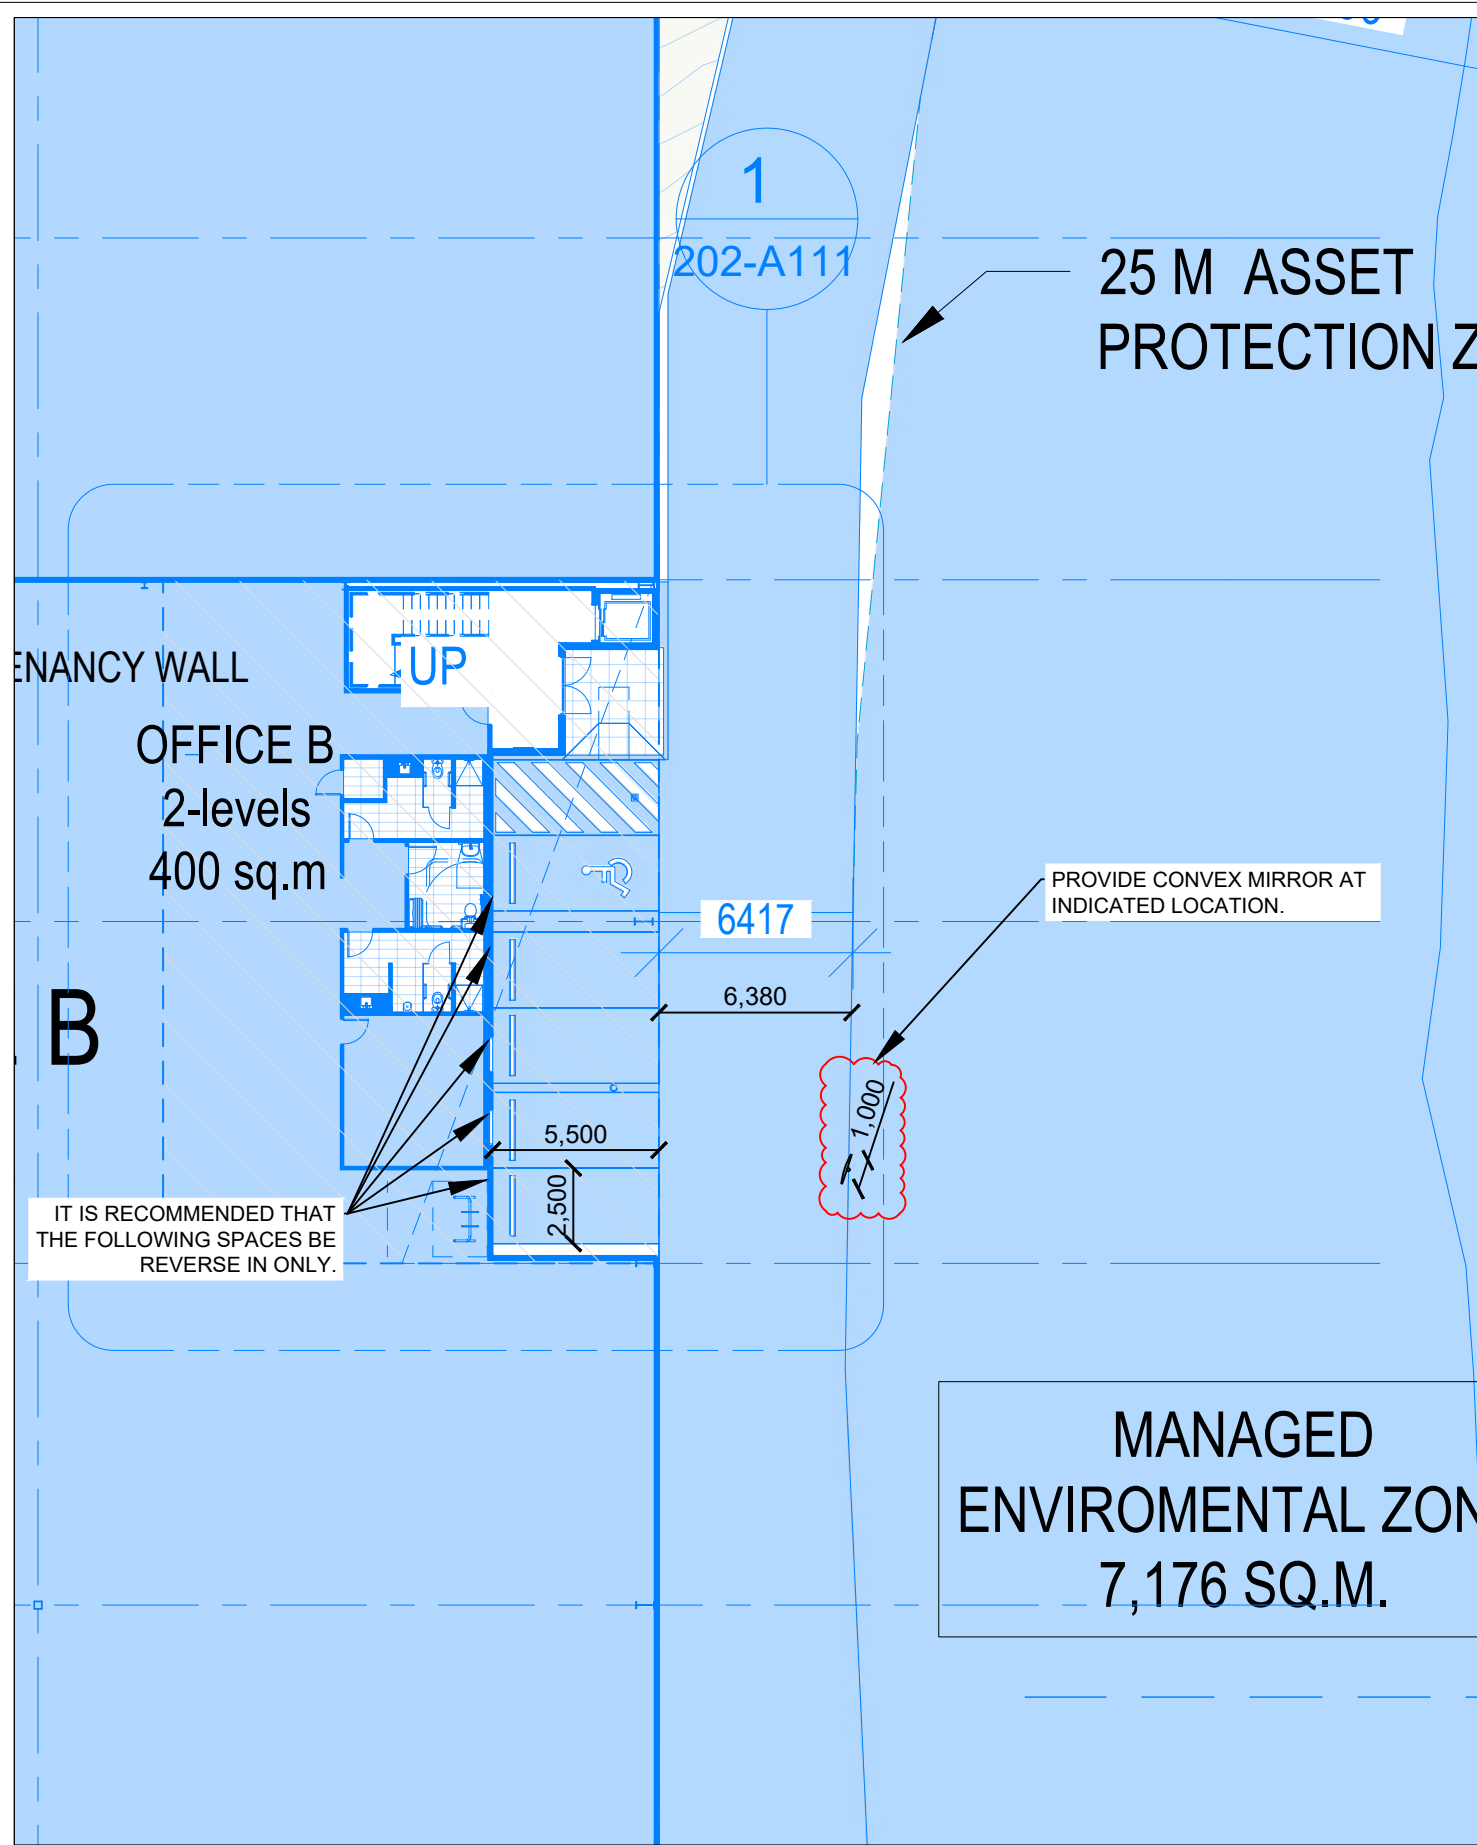 1
202-A111
25 M ASSET
PROTECTION Z
ENANCY WALL
UP
OFFICE B
2-levels
400 sq.m
PROVIDE CONVEX MIRROR AT
INDICATED LOCATION.
6417
6,380
B
1,000
5,500
2,500
IT IS RECOMMENDED THAT
THE FOLLOWING SPACES BE
REVERSE IN ONLY.
MANAGED
ENVIROMENTAL ZON
7,176 SQ.M.